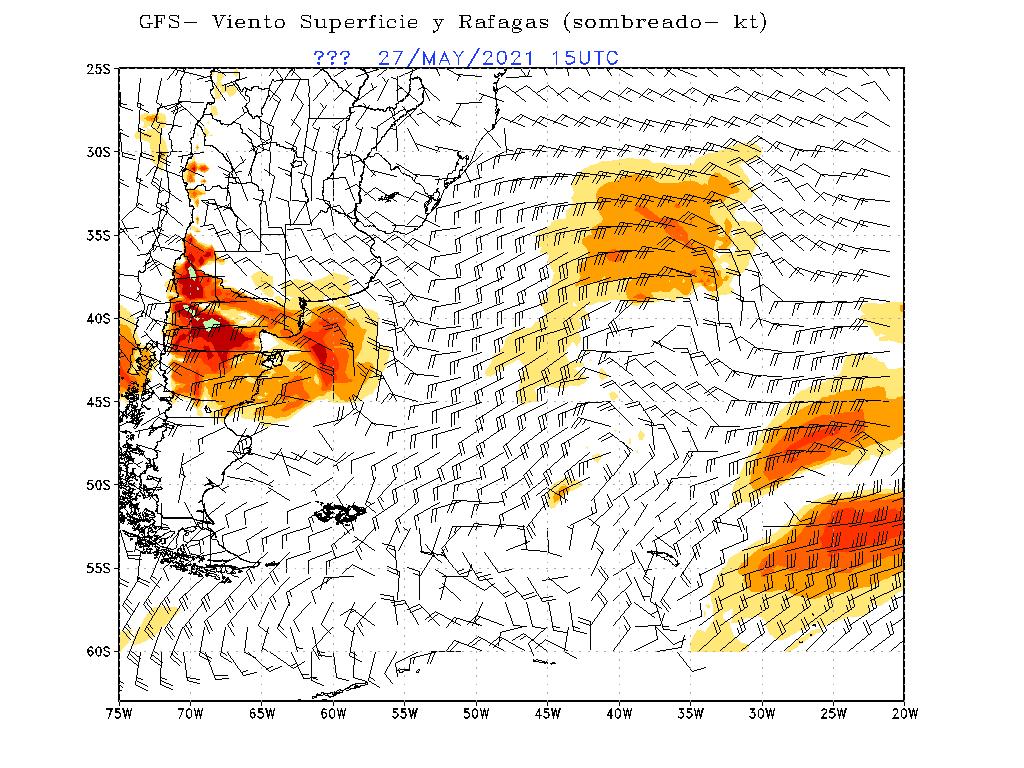 GFS− Viento Superficie y Rafagas (sombreado− kt)
??? 27/MAY/2021 15UTC
25S
30S
35S
40S
45S
50S
55S
60S
75W 70W 65W 60W 55W 50W 45W 40W 35W 30W 25W 20W